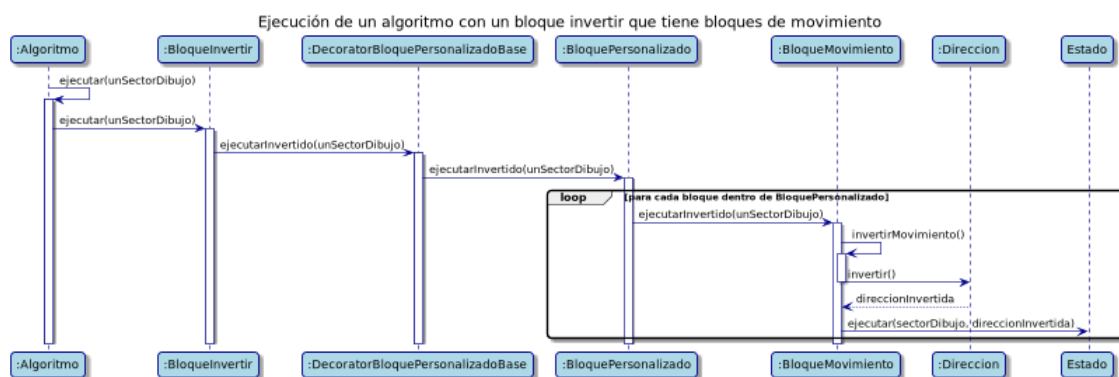 Ejecución de un algoritmo con un bloque invertir que tiene bloques de movimiento
:Algoritmo :BloqueInvertir :DecoratorBloquePersonalizadoBase :BloquePersonalizado :BloqueMovimiento :Direccion Estado
ejecutar(unSectorDibujo)
ejecutar(unSectorDibujo)
ejecutarInvertido(unSectorDibujo)
ejecutarInvertido(unSectorDibujo)
loop [para cada bloque dentro de BloquePersonalizado]
ejecutarInvertido(unSectorDibujo)
invertirMovimiento()
invertir()
direccionInvertida
ejecutar(sectorDibujo, direccionInvertida)
:Algoritmo :BloqueInvertir :DecoratorBloquePersonalizadoBase :BloquePersonalizado :BloqueMovimiento :Direccion Estado